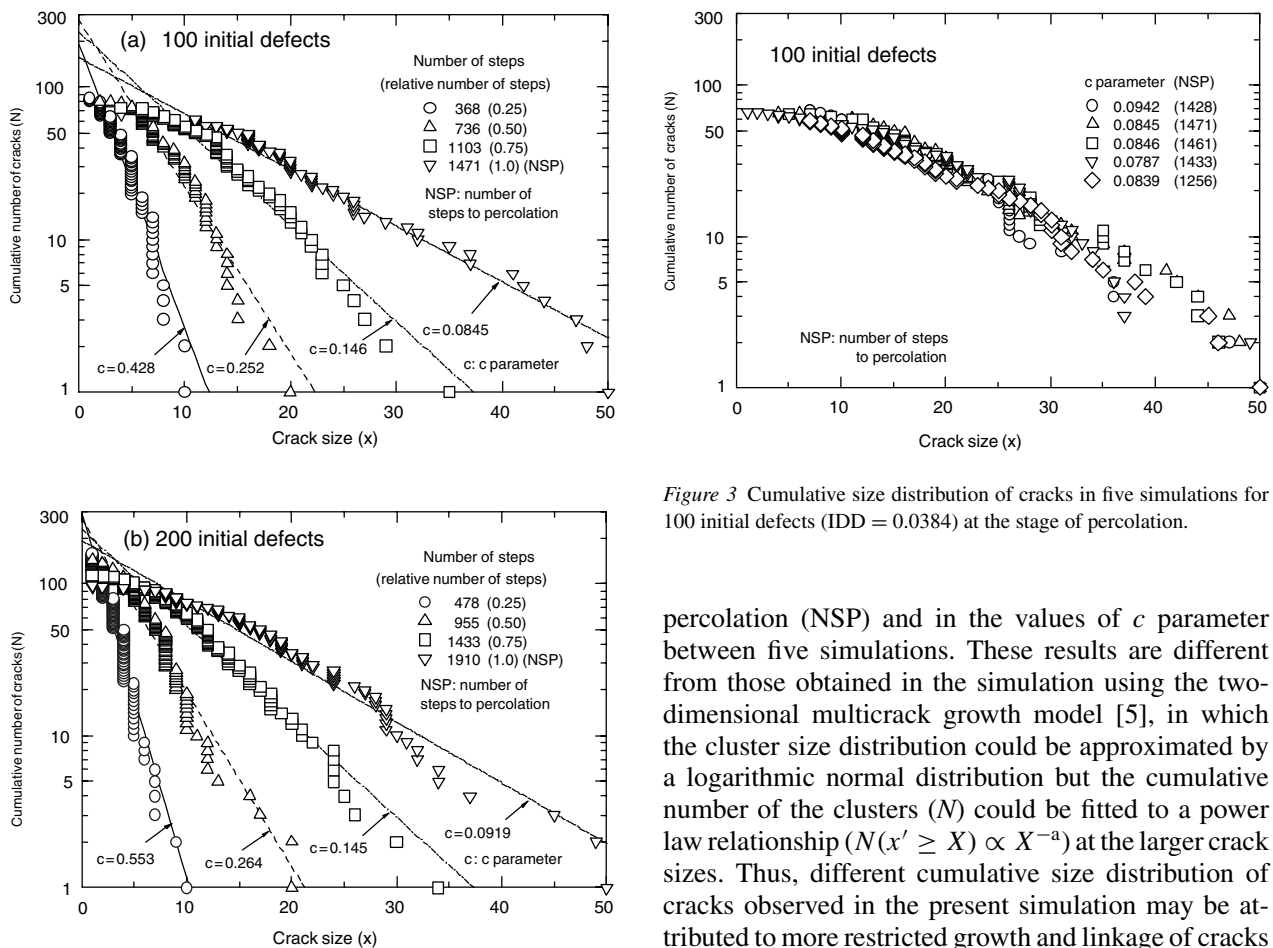 300
100
50
10
5
1
Cumulative number of cracks (N)
(a) 100 initial defects
Number of steps
(relative number of steps)
368 (0.25)
736 (0.50)
1103 (0.75)
1471 (1.0) (NSP)
NSP: number of
steps to percolation
c=0.428
c=0.252
c=0.146
c=0.0845
c: c parameter
0 10 20 30 40 50
Crack size (x)
300
100
50
10
5
1
Cumulative number of cracks (N)
(b) 200 initial defects
Number of steps
(relative number of steps)
478 (0.25)
955 (0.50)
1433 (0.75)
1910 (1.0) (NSP)
NSP: number of
steps to percolation
c=0.553
c=0.264
c=0.145
c=0.0919
c: c parameter
0 10 20 30 40 50
Crack size (x)
300
100
50
10
5
1
Cumulative number of cracks (N)
100 initial defects
c parameter (NSP)
0.0942 (1428)
0.0845 (1471)
0.0846 (1461)
0.0787 (1433)
0.0839 (1256)
NSP: number of steps
to percolation
0 10 20 30 40 50
Crack size (x)
Figure 3 Cumulative size distribution of cracks in five simulations for
100 initial defects (IDD = 0.0384) at the stage of percolation.
percolation (NSP) and in the values of c parameter
between five simulations. These results are different
from those obtained in the simulation using the two-
dimensional multicrack growth model [5], in which
the cluster size distribution could be approximated by
a logarithmic normal distribution but the cumulative
number of the clusters (N) could be fitted to a power
law relationship (N(x′ ≥ X) ∝ X⁻ᵃ) at the larger crack
sizes. Thus, different cumulative size distribution of
cracks observed in the present simulation may be at-
tributed to more restricted growth and linkage of cracks